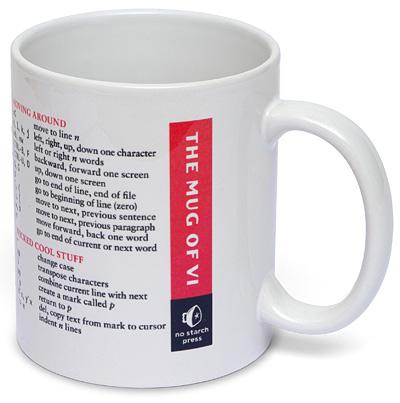 MOVING AROUND
move to line n
left, right, up, down one character
left or right n words
backward, forward one screen
up, down one screen
go to end of line, end of file
go to beginning of line (zero)
move to next, previous sentence
move to next, previous paragraph
move forward, back one word
go to end of current or next word
WICKED COOL STUFF
change case
transpose characters
combine current line with next
create a mark called p
return to p
del, copy text from mark to cursor
indent n lines
THE MUG OF VI
no starch
press